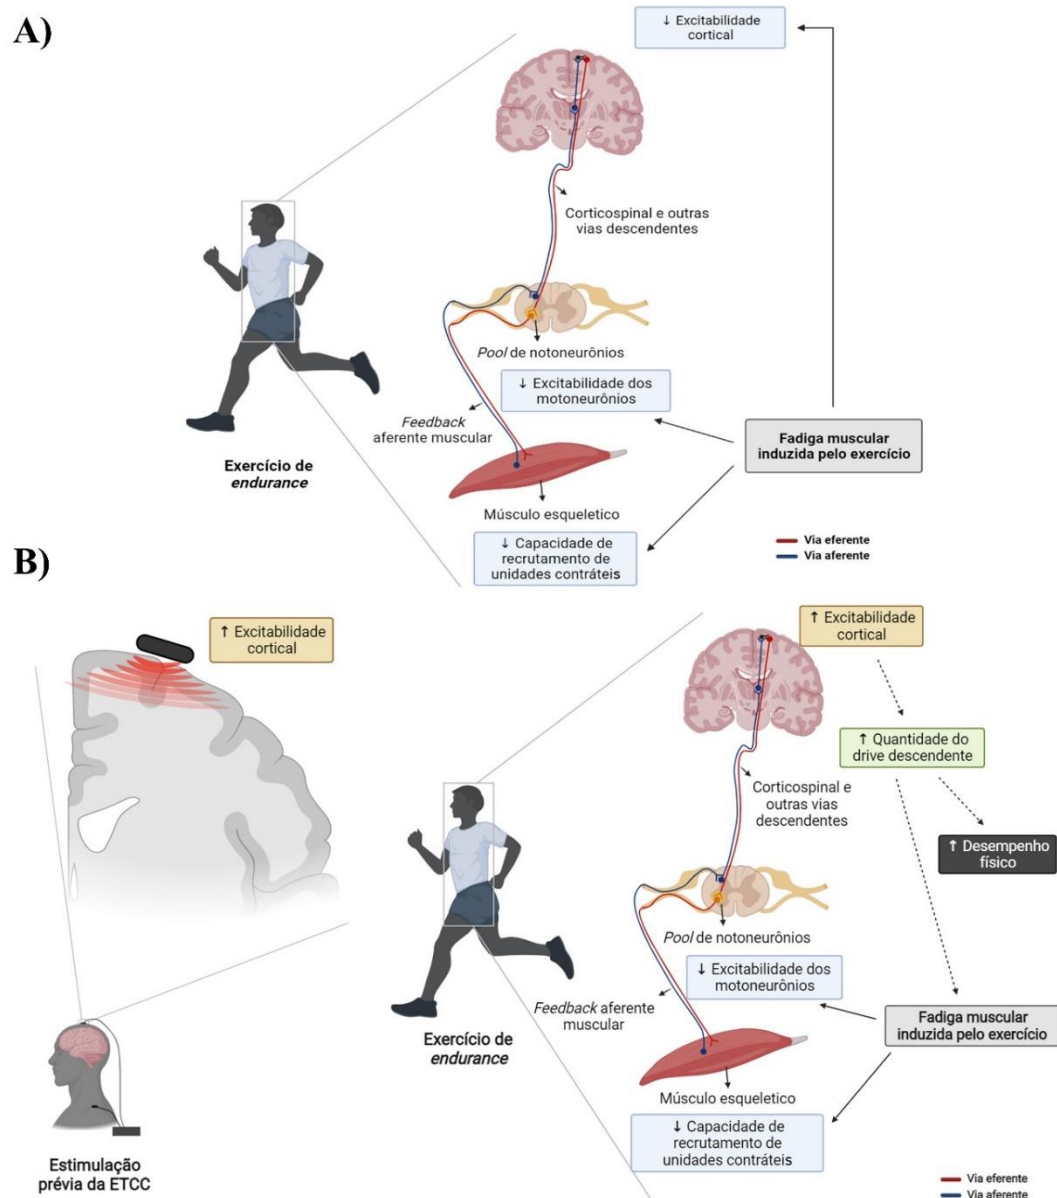 A)
↓ Excitabilidade
cortical
Corticospinal e outras
vias descendentes
Pool de notoneurônios
↓ Excitabilidade dos
motoneurônios
Feedback
aferente muscular
Fadiga muscular
induzida pelo exercício
Exercício de
endurance
Músculo esqueletico
↓ Capacidade de
recrutamento de
unidades contráteis
Via eferente
Via aferente
B)
↑ Excitabilidade
cortical
Estimulação
prévia da ETCC
↑ Excitabilidade
cortical
↑ Quantidade do
drive descendente
Corticospinal e
outras vias
descendentes
↑ Desempenho
físico
Pool de notoneurônios
↓ Excitabilidade dos
motoneurônios
Feedback aferente
muscular
Fadiga muscular
induzida pelo exercício
Exercício de
endurance
Músculo esqueletico
↓ Capacidade de
recrutamento de
unidades contráteis
Via eferente
Via aferente